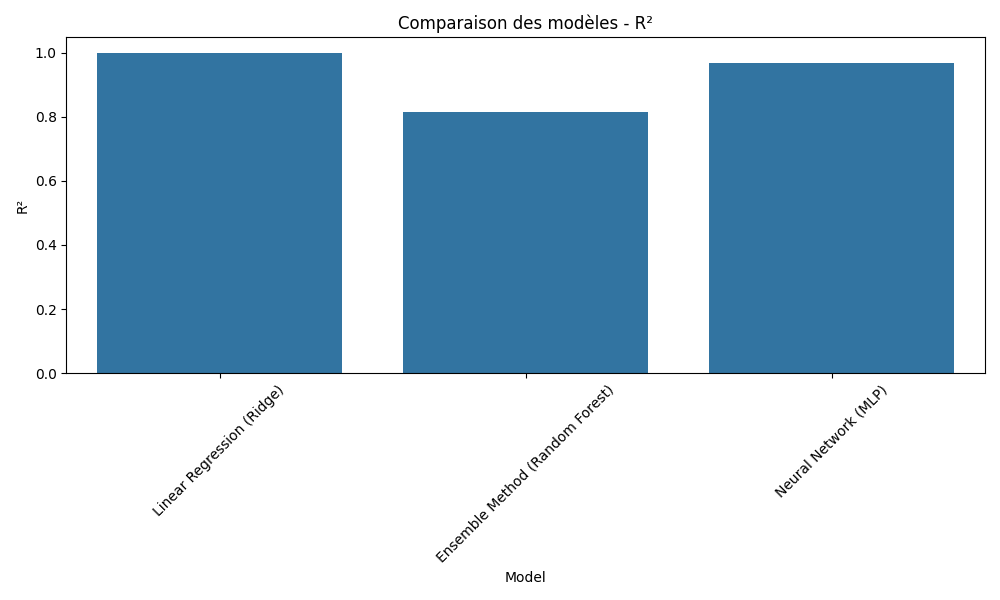 Comparaison des modèles - R²
R²
1.0
0.8
0.6
0.4
0.2
0.0
Linear Regression (Ridge)
Ensemble Method (Random Forest)
Neural Network (MLP)
Model